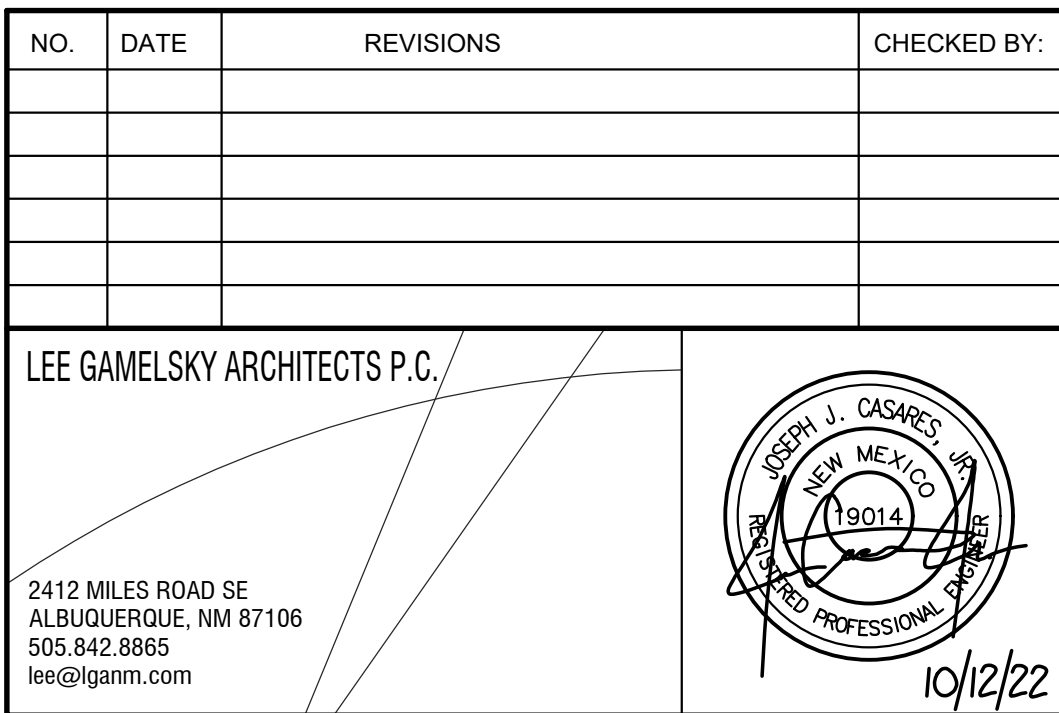 NO. DATE REVISIONS CHECKED BY:
LEE GAMELSKY ARCHITECTS P.C.
2412 MILES ROAD SE
ALBUQUERQUE, NM 87106
505.842.8865
lee@lganm.com
JOSEPH J. CASARES, JR.
NEW MEXICO
19014
REGISTERED PROFESSIONAL ENGINEER
10/12/22